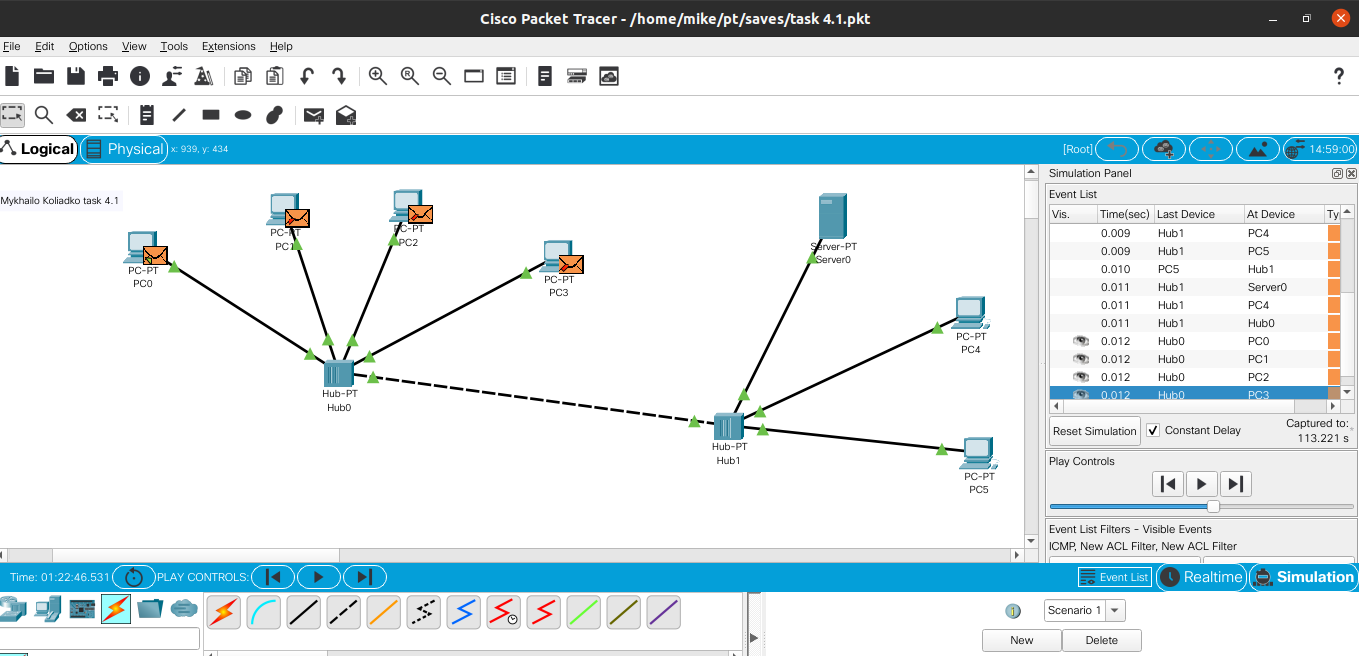 Cisco Packet Tracer - /home/mike/pt/saves/task 4.1.pkt
File Edit Options View Tools Extensions Help
?
Logical Physical x: 939, y: 434 [Root] 14:59:00
Mykhailo Koliadko task 4.1
PC-PT
PC0
PC-PT
PC1
PC-PT
PC2
PC-PT
PC3
Hub-PT
Hub0
Server-PT
Server0
PC-PT
PC4
Hub-PT
Hub1
PC-PT
PC5
Simulation Panel
Event List
Vis. Time(sec) Last Device At Device Ty
0.009 Hub1 PC4
0.009 Hub1 PC5
0.010 PC5 Hub1
0.011 Hub1 Server0
0.011 Hub1 PC4
0.011 Hub1 Hub0
0.012 Hub0 PC0
0.012 Hub0 PC1
0.012 Hub0 PC2
0.012 Hub0 PC3
Reset Simulation Constant Delay Captured to:
113.221 s
Play Controls
Event List Filters - Visible Events
ICMP, New ACL Filter, New ACL Filter
Time: 01:22:46.531 PLAY CONTROLS: Event List Realtime Simulation
Scenario 1
New Delete